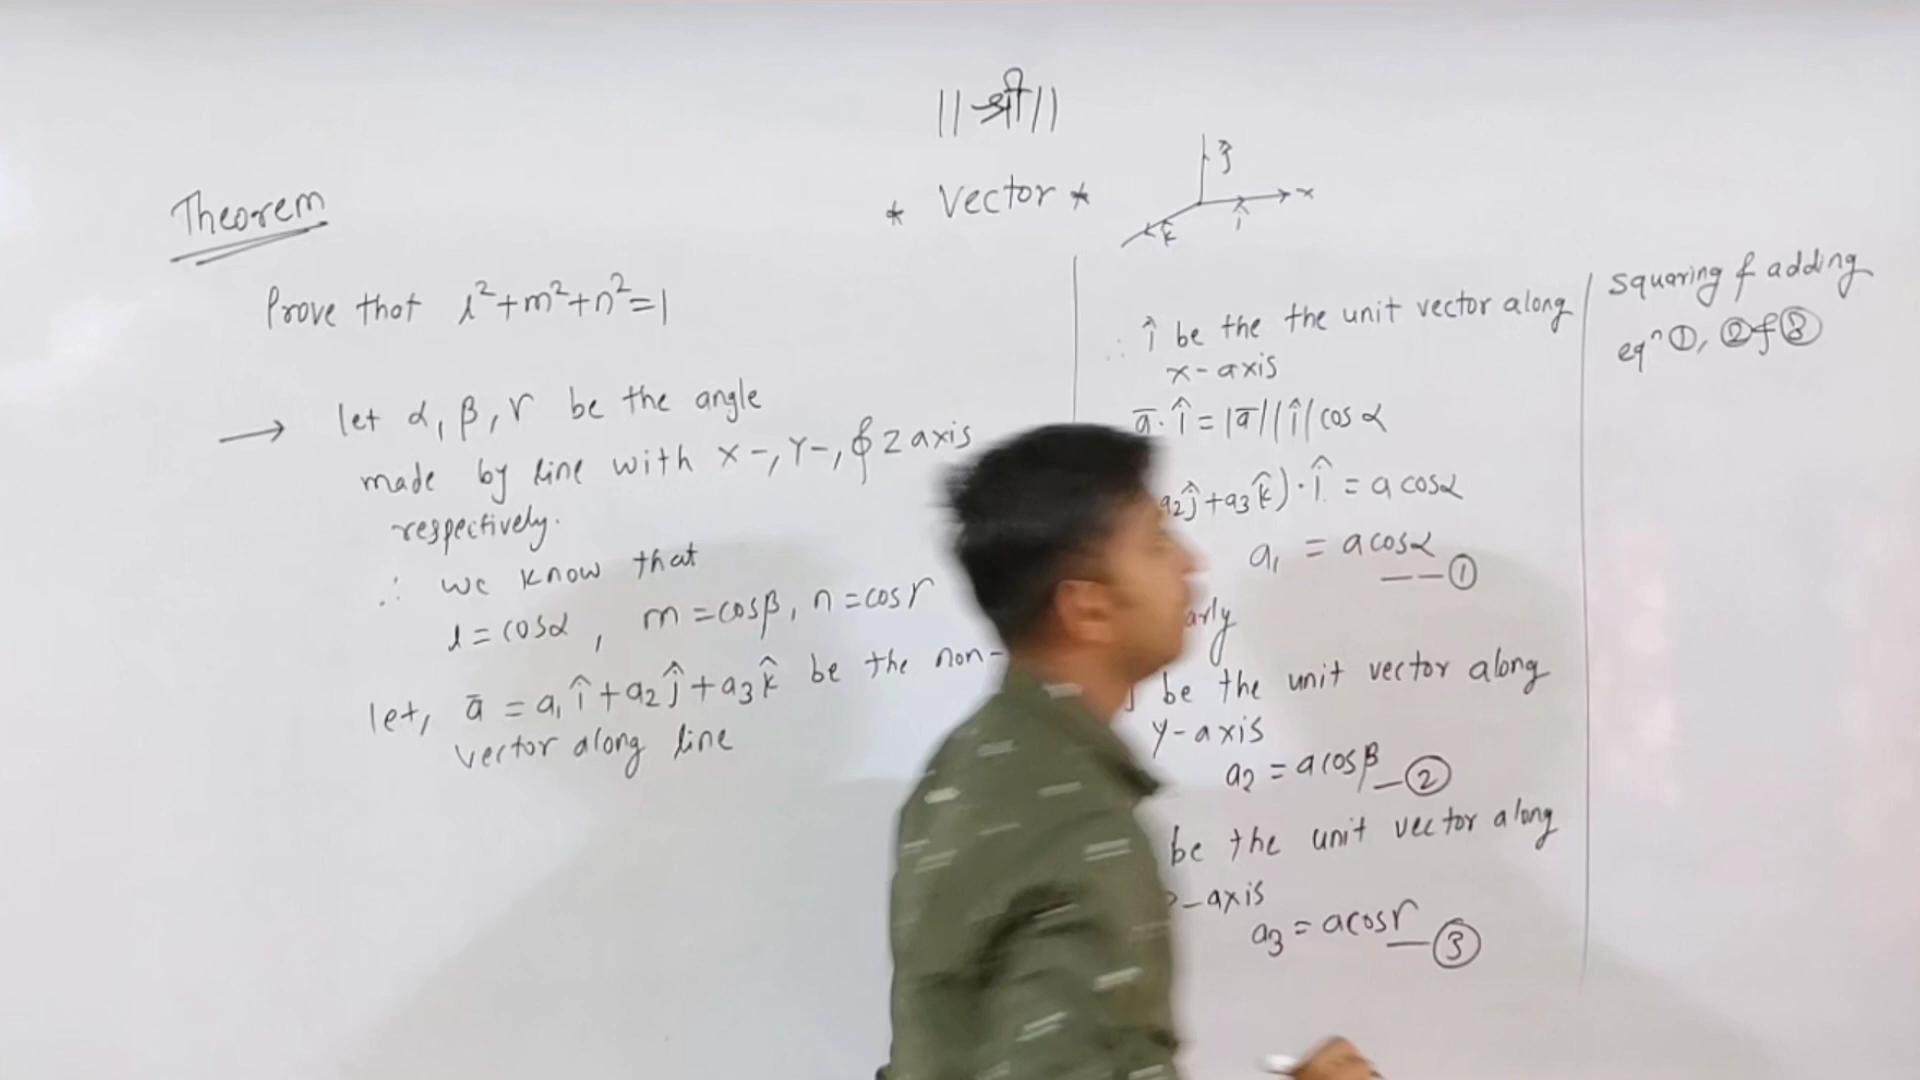 ||श्री||
* Vector *
x
î
k̂
Theorem
Prove that l²+m²+n²=1
→ let α, β, r be the angle
made by line with X-, Y-, & Z axis
respectively.
∴ we know that
l = cosα , m = cosβ, n = cosr
let, ā = a₁î + a₂ĵ + a₃k̂ be the non-
vector along line
∴ î be the the unit vector along
x-axis
ā · î = |ā||î| cos α
a₂ĵ + a₃k̂) · î = a cosα
a₁ = a cosα
---①
arly
be the unit vector along
y-axis
a₂ = a cosβ —②
be the unit vector along
-axis
a₃ = a cosr —③
squaring & adding
eqⁿ ①, ② & ③